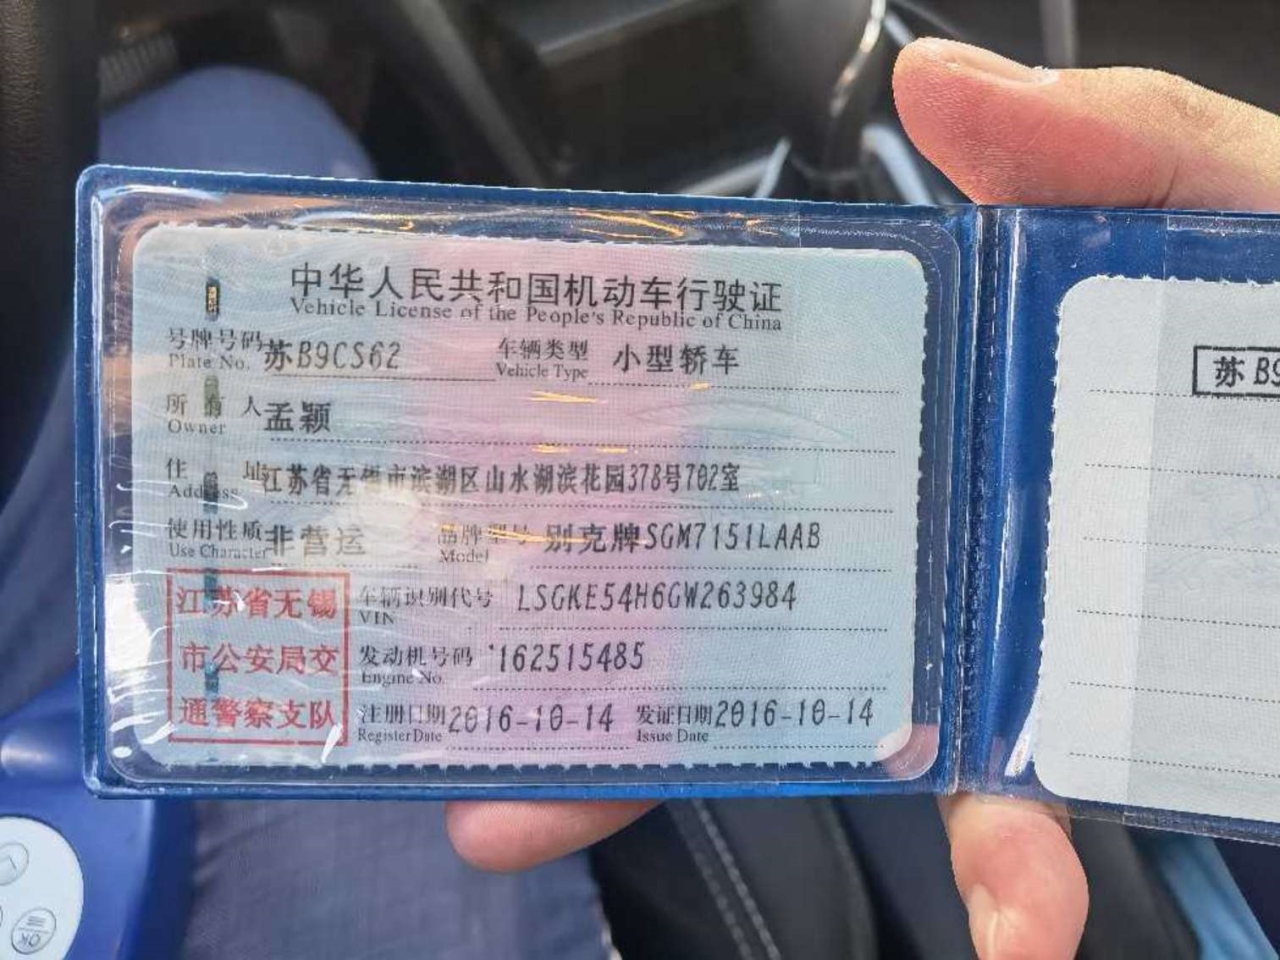 中华人民共和国机动车行驶证
Vehicle License of the People's Republic of China
号牌号码 苏B9CS62 车辆类型 小型轿车
Plate No. Vehicle Type
所有人 孟颖
Owner
住址 江苏省无锡市滨湖区山水湖滨花园378号702室
Address
使用性质 非营运 品牌型号 别克牌SGM7151LAAB
Use Character Model
车辆识别代号 LSGKE54H6GW263984
VIN
发动机号码 162515485
Engine No.
注册日期 2016-10-14 发证日期 2016-10-14
Register Date Issue Date
江苏省无锡
市公安局交
通警察支队
苏B9
OK